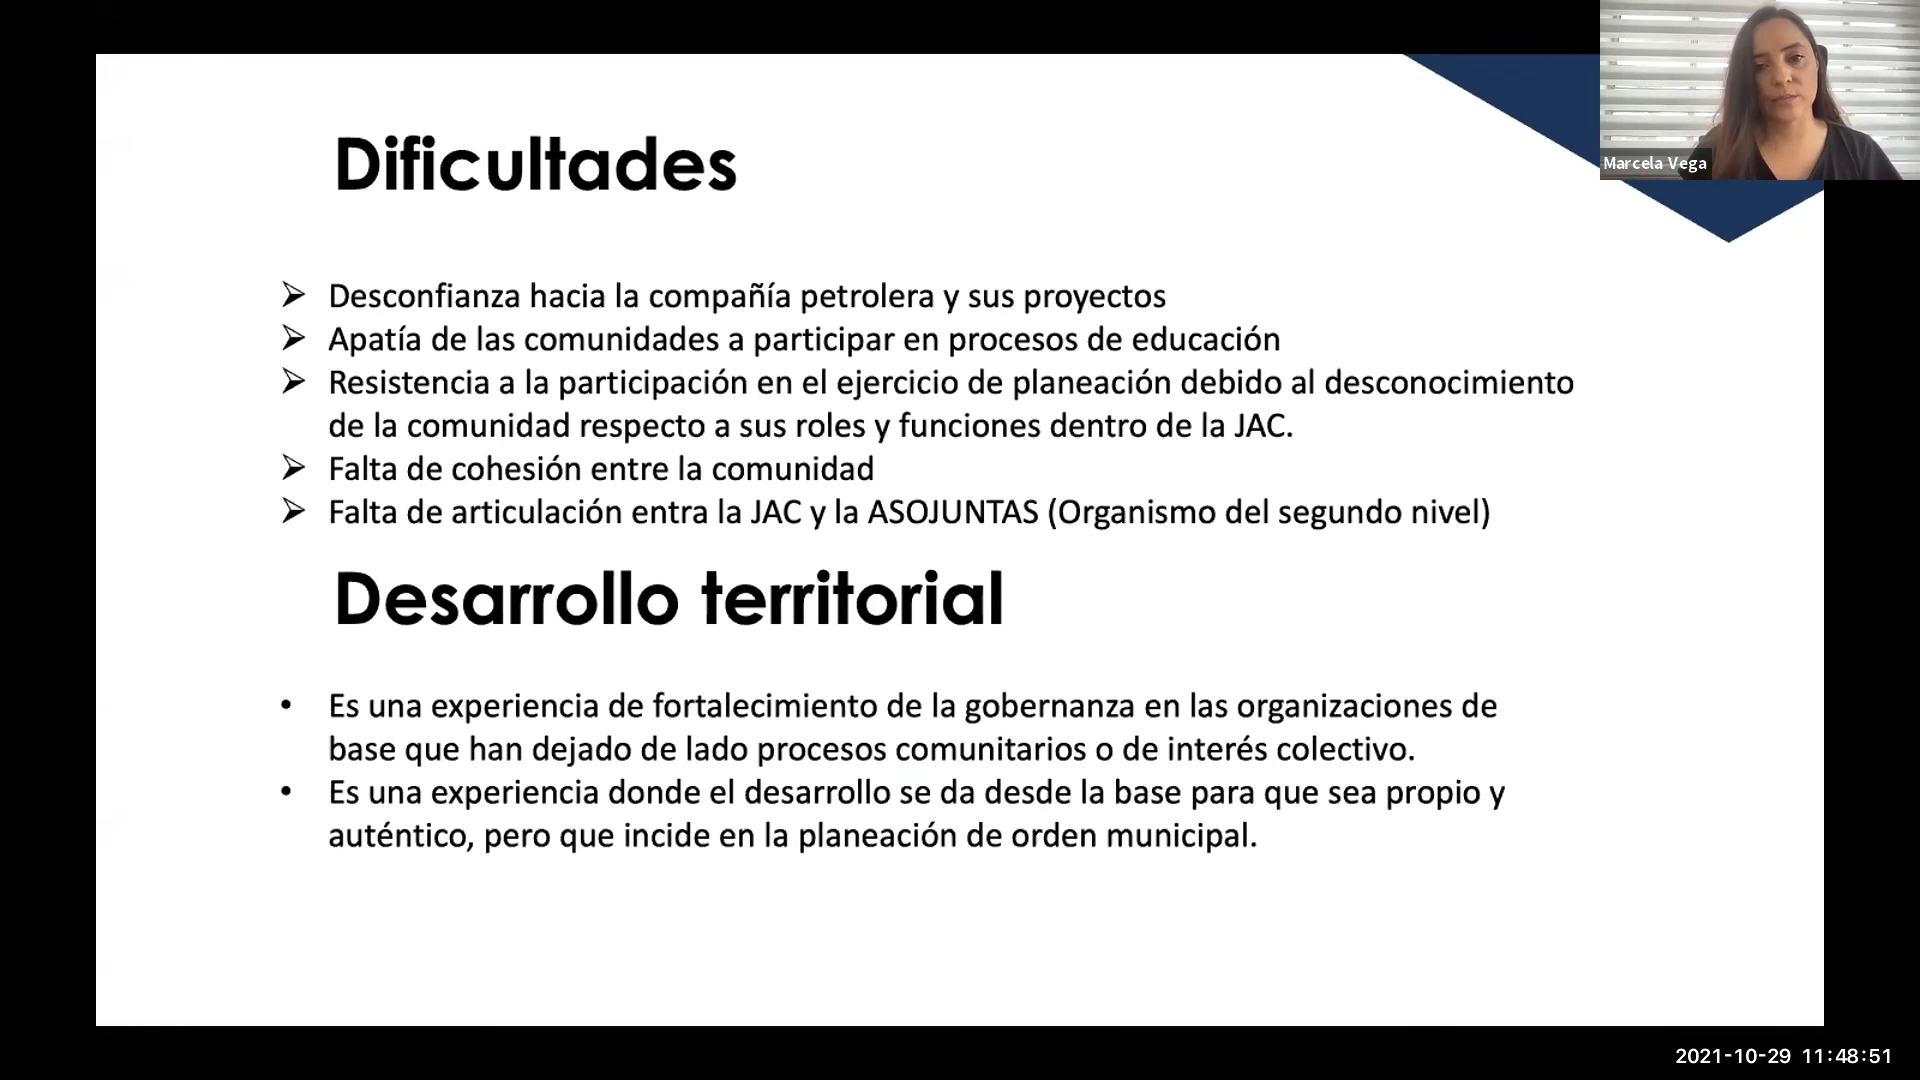 Dificultades
Marcela Vega
➢ Desconfianza hacia la compañía petrolera y sus proyectos
➢ Apatía de las comunidades a participar en procesos de educación
➢ Resistencia a la participación en el ejercicio de planeación debido al desconocimiento
de la comunidad respecto a sus roles y funciones dentro de la JAC.
➢ Falta de cohesión entre la comunidad
➢ Falta de articulación entra la JAC y la ASOJUNTAS (Organismo del segundo nivel)
Desarrollo territorial
• Es una experiencia de fortalecimiento de la gobernanza en las organizaciones de
base que han dejado de lado procesos comunitarios o de interés colectivo.
• Es una experiencia donde el desarrollo se da desde la base para que sea propio y
auténtico, pero que incide en la planeación de orden municipal.
2021-10-29 11:48:51